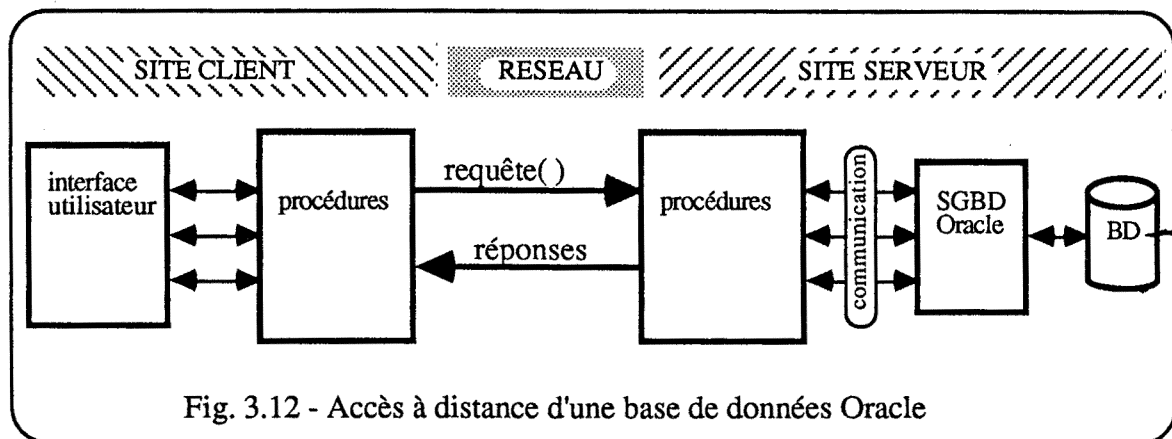 SITE CLIENT
RESEAU
SITE SERVEUR
interface
utilisateur
procédures
requête( )
réponses
procédures
communication
SGBD
Oracle
BD
Fig. 3.12 - Accès à distance d'une base de données Oracle